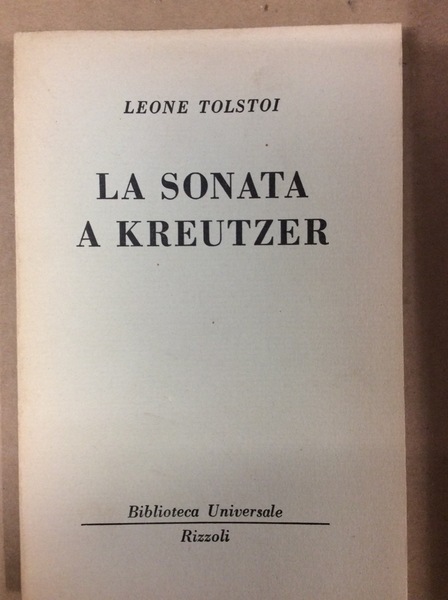 LEONE TOLSTOI
LA SONATA
A KREUTZER
Biblioteca Universale
Rizzoli